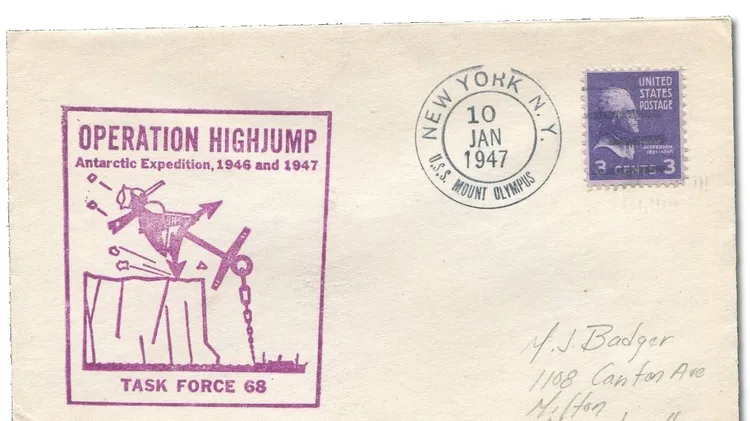 OPERATION HIGHJUMP
Antarctic Expedition, 1946 and 1947
TASK FORCE 68
NEW YORK N.Y.
10
JAN
1947
U.S.S. MOUNT OLYMPUS
UNITED
STATES
POSTAGE
JEFFERSON
3 CENTS 3
M.J. Badger
1108 Canton Ave
Milton